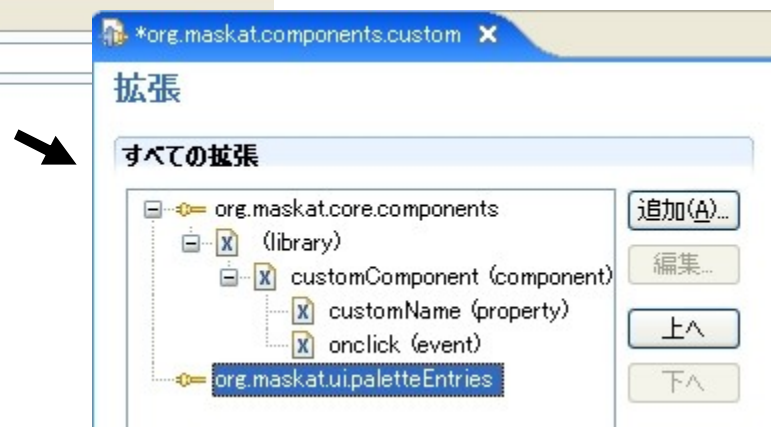 *org.maskat.components.custom
拡張
すべての拡張
org.maskat.core.components
(library)
customComponent (component)
customName (property)
onclick (event)
org.maskat.ui.paletteEntries
追加(A)...
編集...
上へ
下へ